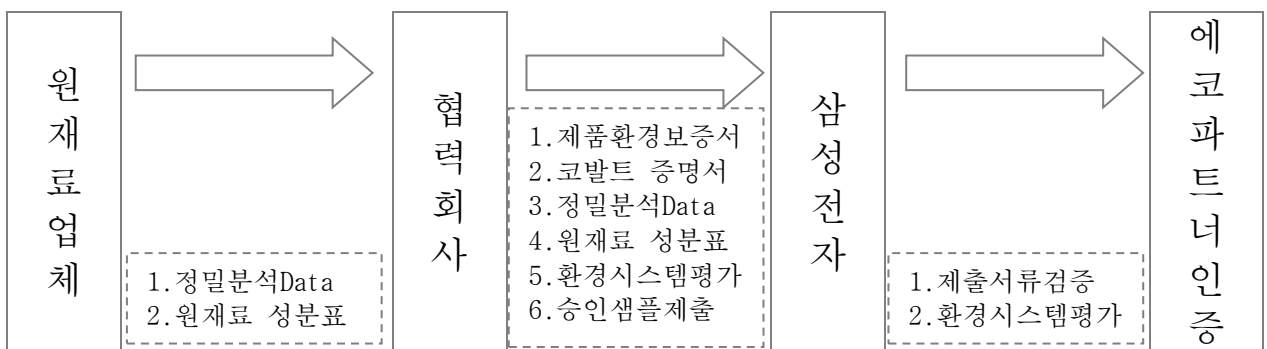 원재료업체
1.정밀분석Data
2.원재료 성분표
협력회사
1.제품환경보증서
2.코발트 증명서
3.정밀분석Data
4.원재료 성분표
5.환경시스템평가
6.승인샘플제출
삼성전자
1.제출서류검증
2.환경시스템평가
에코파트너인증